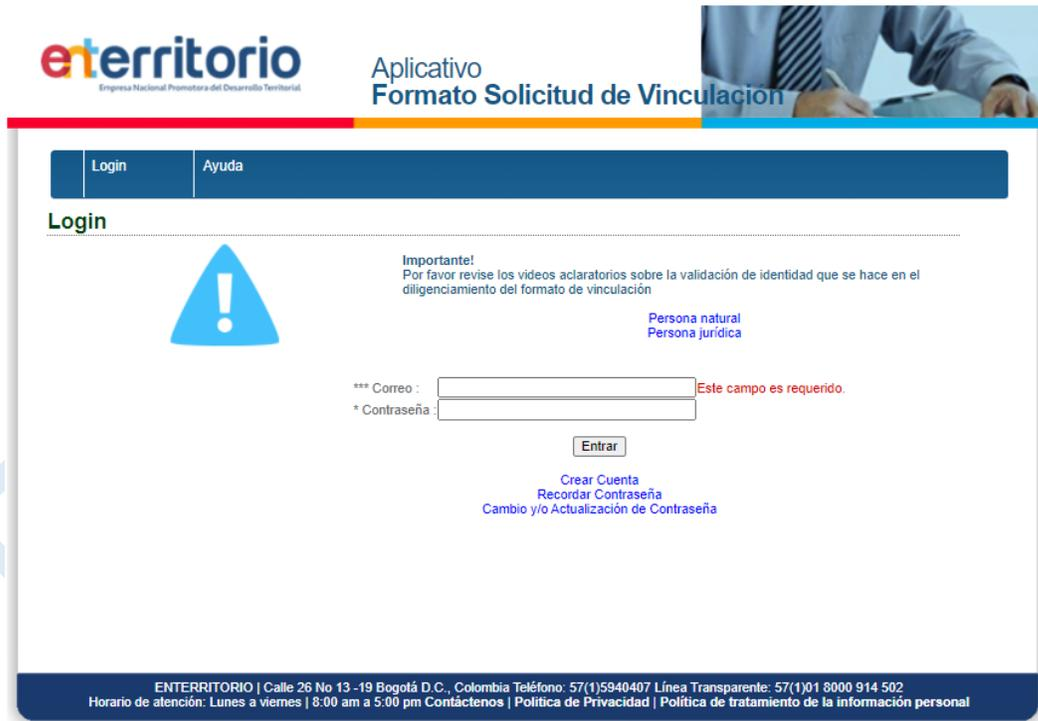 enterritorio
Empresa Nacional Promotora del Desarrollo Territorial
Aplicativo
Formato Solicitud de Vinculación
Login Ayuda
Login
Importante!
Por favor revise los videos aclaratorios sobre la validación de identidad que se hace en el
diligenciamiento del formato de vinculación
Persona natural
Persona jurídica
*** Correo : Este campo es requerido.
* Contraseña :
Entrar
Crear Cuenta
Recordar Contraseña
Cambio y/o Actualización de Contraseña
ENTERRITORIO | Calle 26 No 13 -19 Bogotá D.C., Colombia Teléfono: 57(1)5940407 Línea Transparente: 57(1)01 8000 914 502
Horario de atención: Lunes a viernes | 8:00 am a 5:00 pm Contáctenos | Politica de Privacidad | Política de tratamiento de la información personal